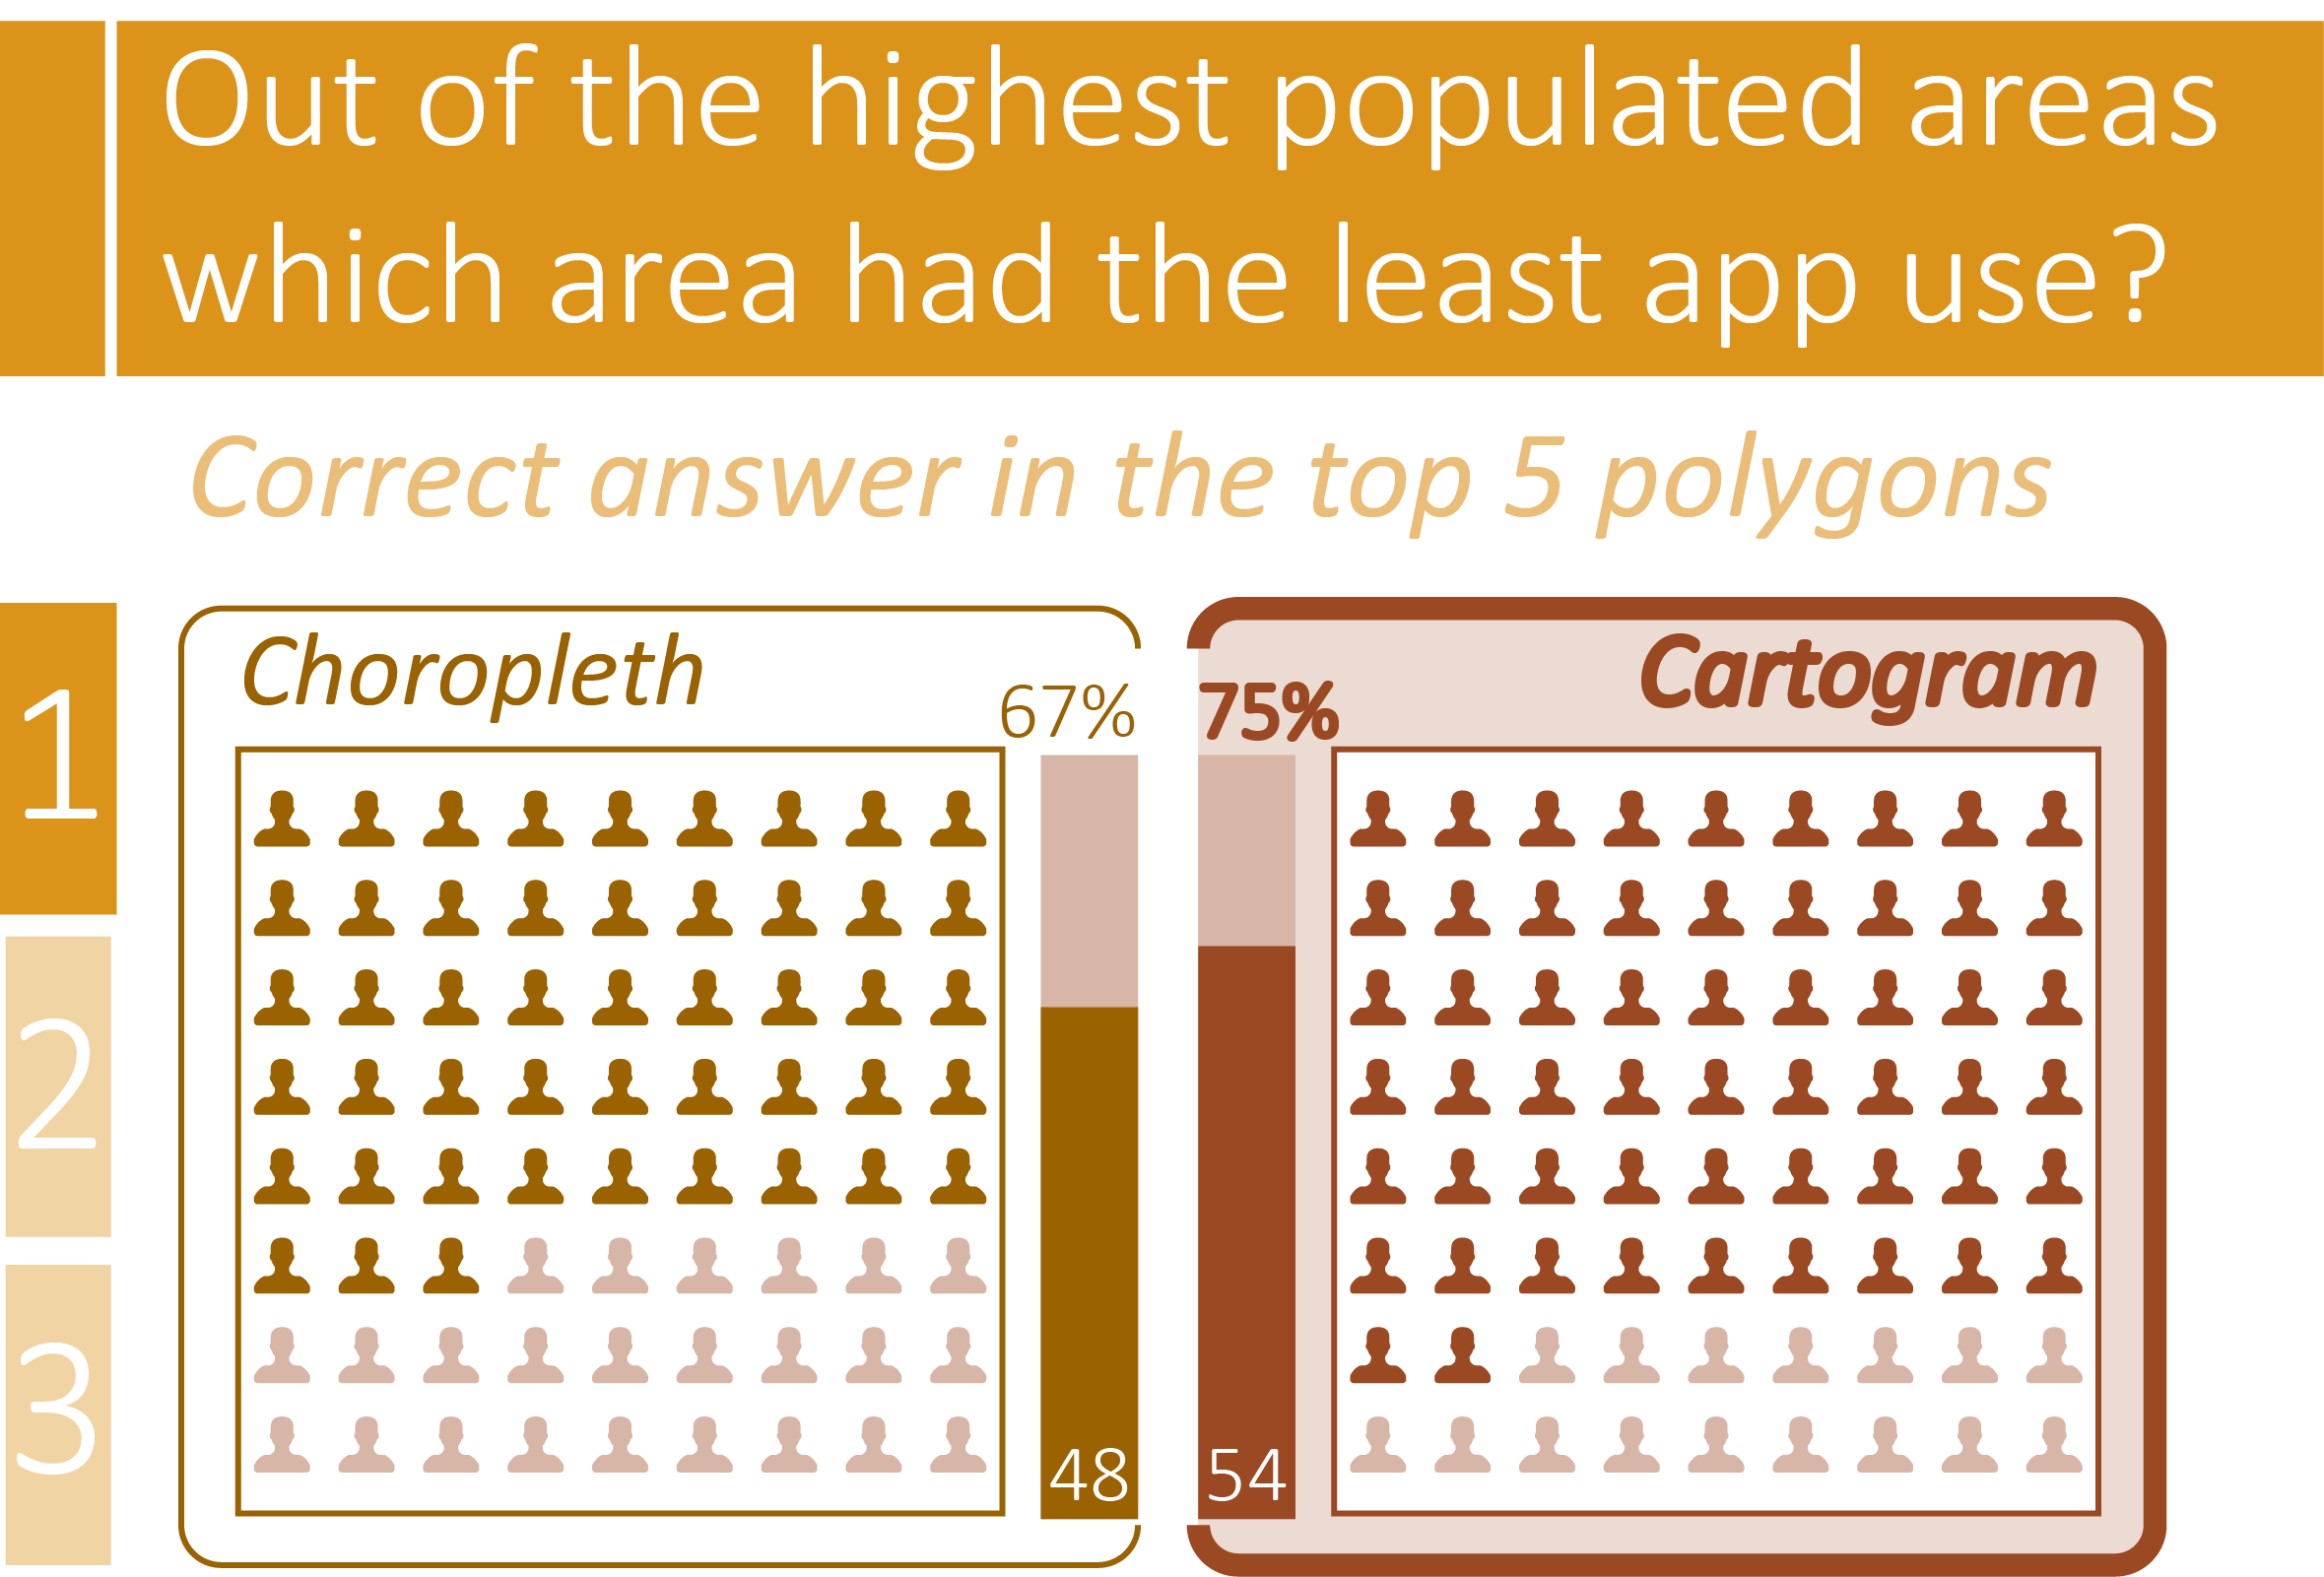 Out of the highest populated areas
which area had the least app use?
Correct answer in the top 5 polygons
1
2
3
Choropleth
67%
48
Cartogram
75%
54